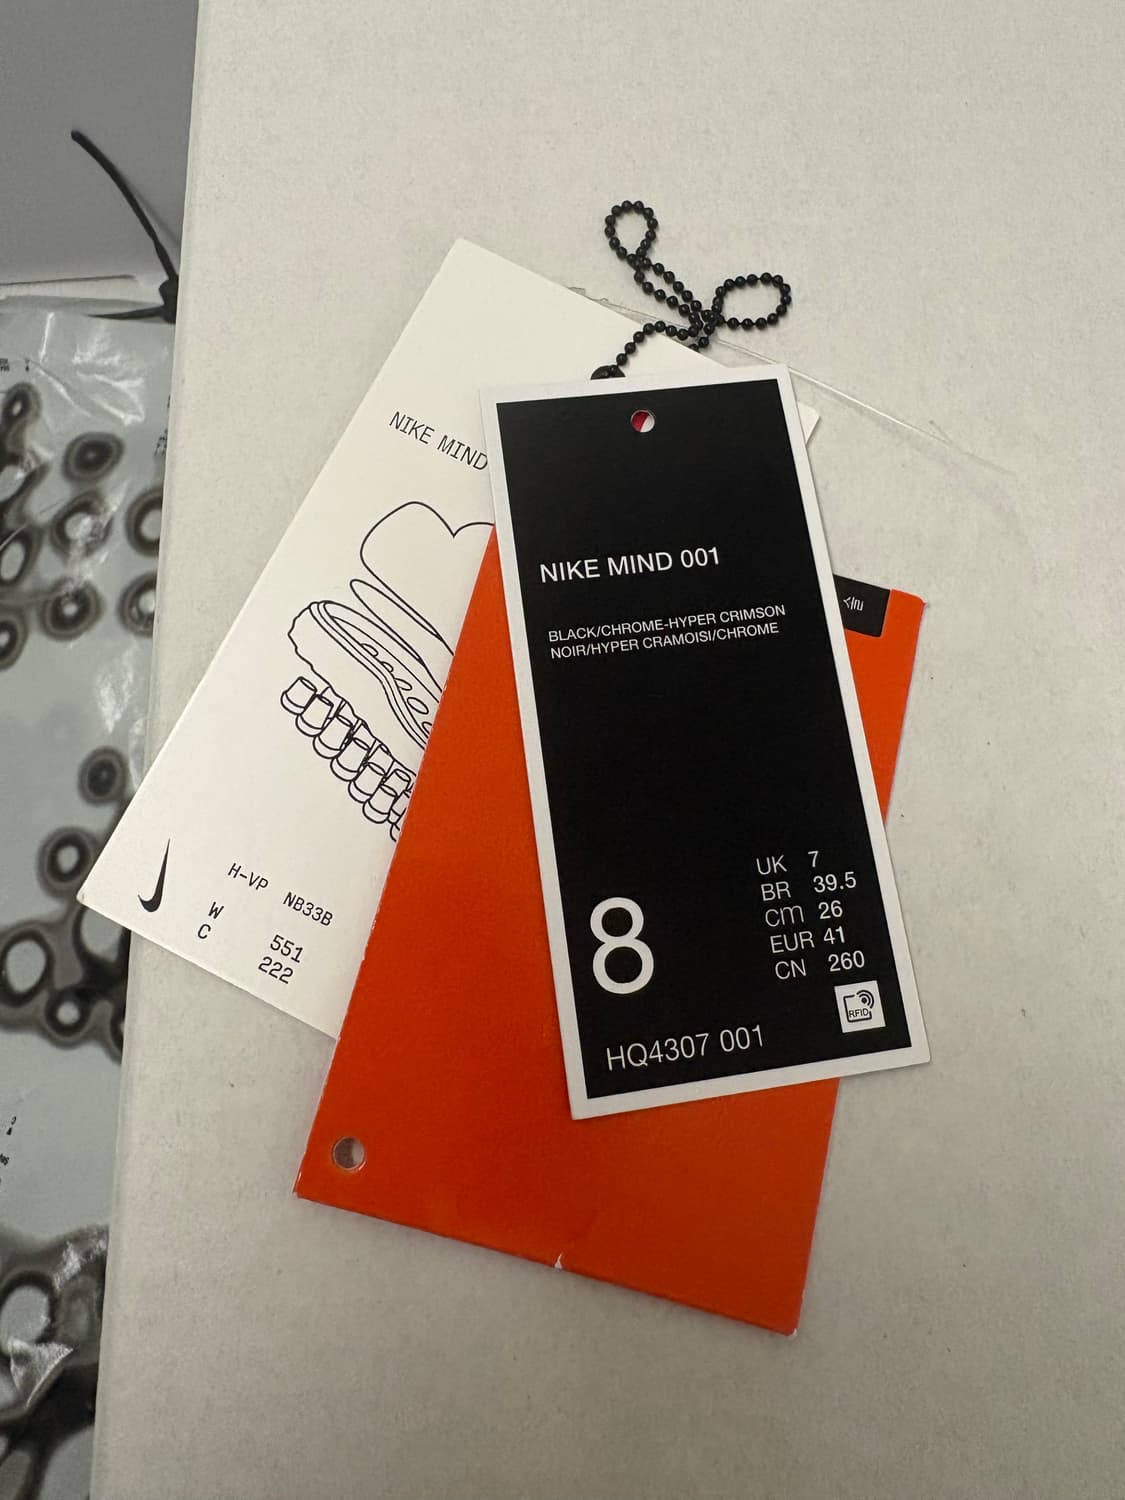 NIKE MIND
H-VP NB33B
W 551
C 222
NIKE MIND 001
BLACK/CHROME-HYPER CRIMSON
NOIR/HYPER CRAMOISI/CHROME
8
UK 7
BR 39.5
cm 26
EUR 41
CN 260
RFID
HQ4307 001